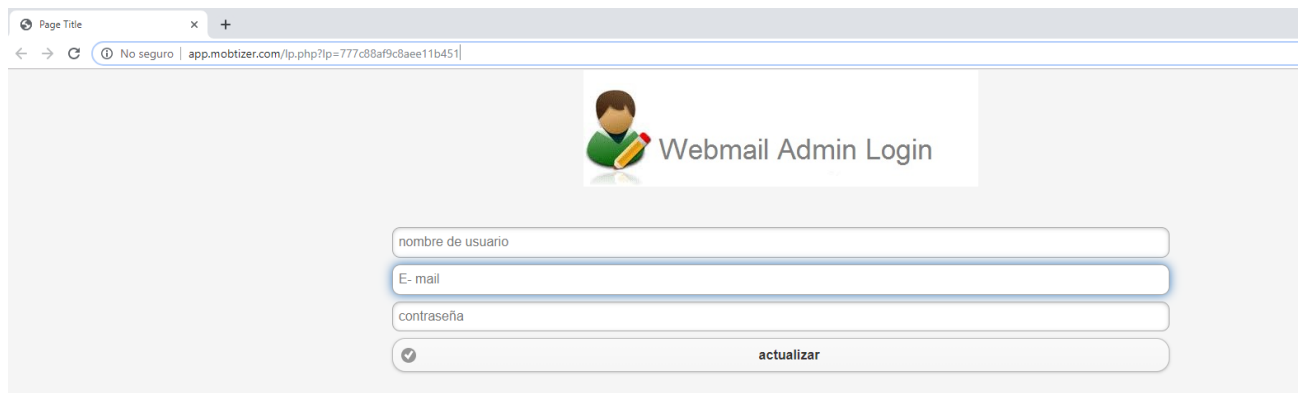 Page Title
No seguro | app.mobtizer.com/lp.php?lp=777c88af9c8aee11b451
Webmail Admin Login
nombre de usuario
E- mail
contraseña
actualizar